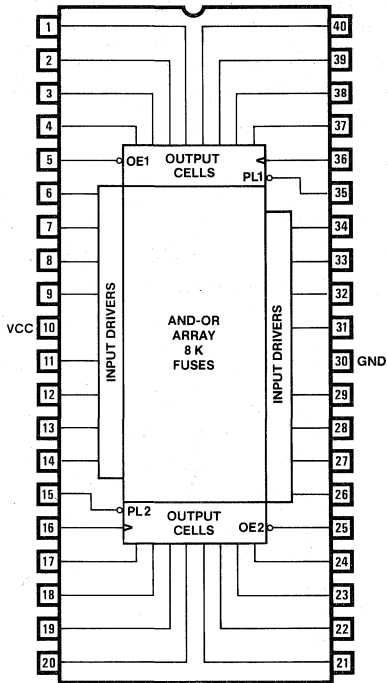 1 40
2 39
3 38
4 37
5 OE1 OUTPUT CELLS 36
6 PL1 35
7 34
8 33
9 32
VCC 10 INPUT DRIVERS AND-OR ARRAY 8 K FUSES INPUT DRIVERS 31
11 30 GND
12 29
13 28
14 27
15 PL2 26
16 OUTPUT CELLS OE2 25
17 24
18 23
19 22
20 21